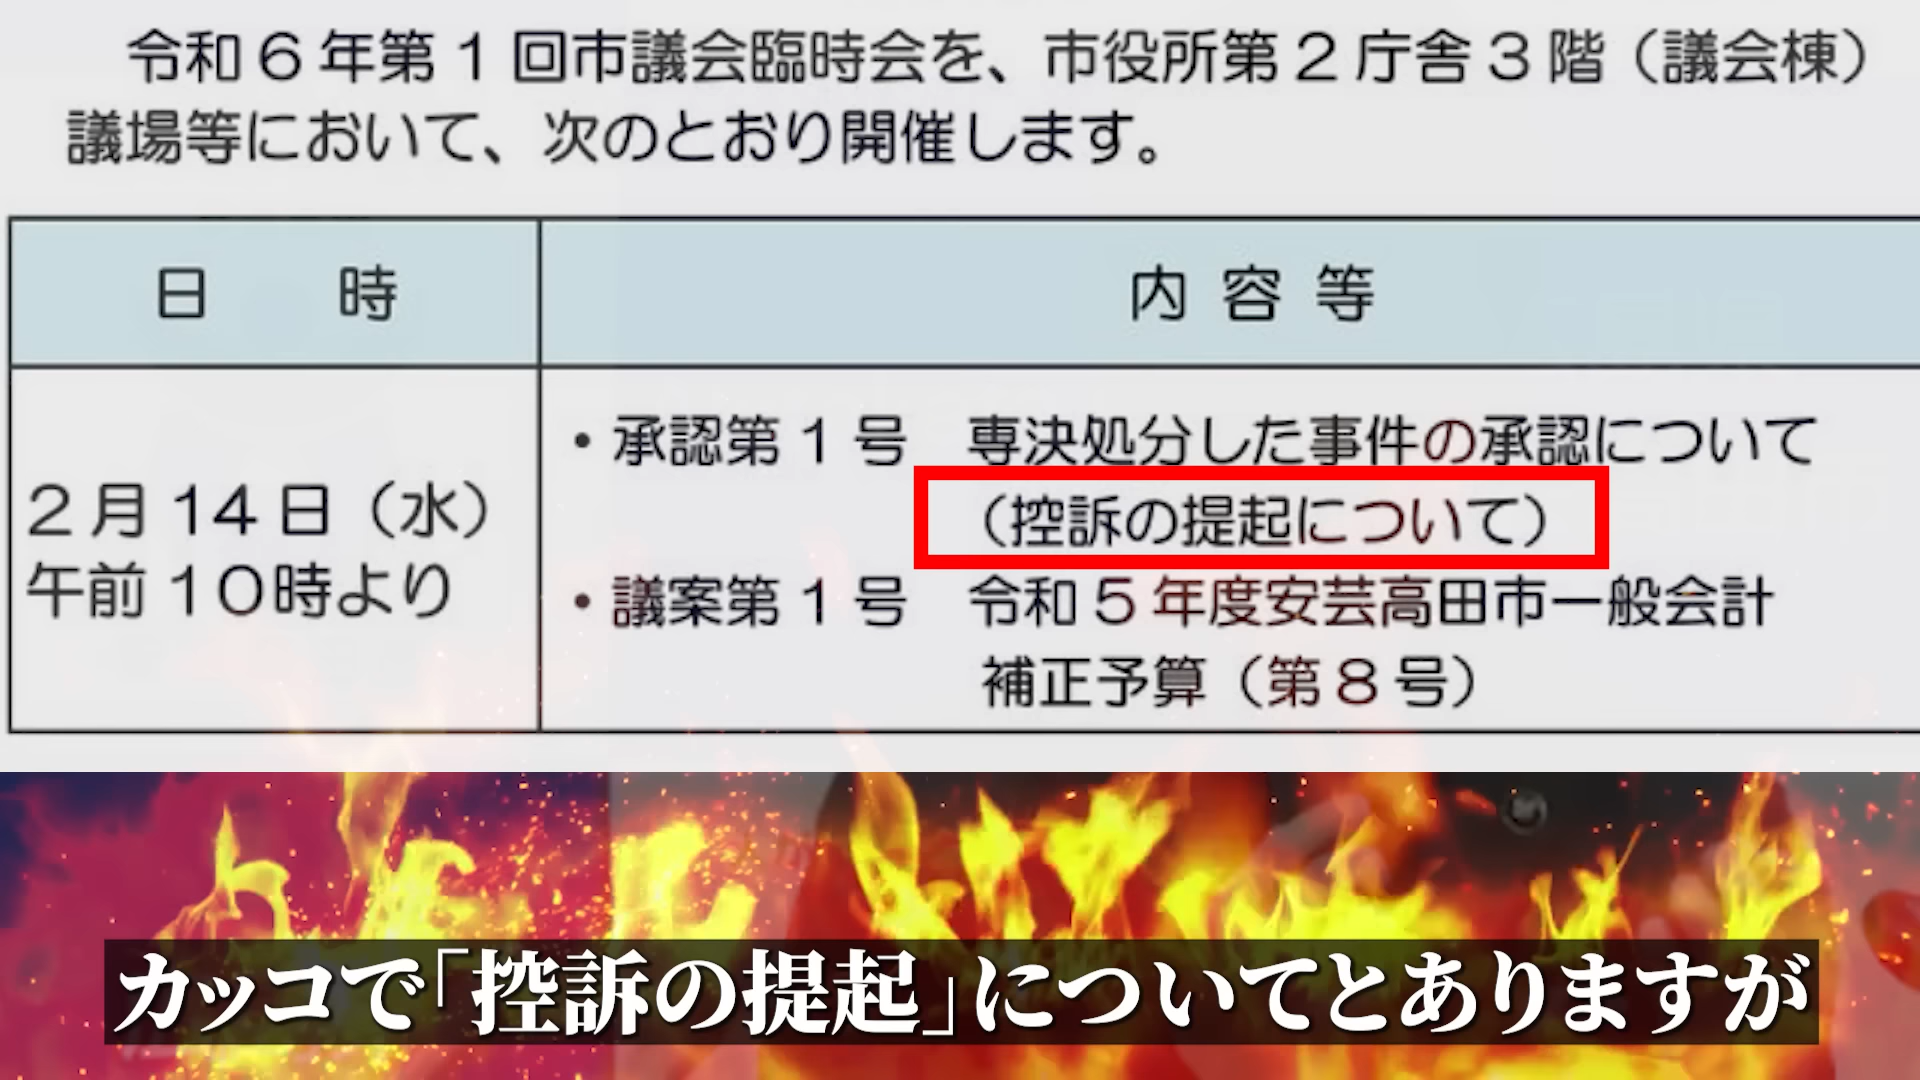 令和６年第１回市議会臨時会を、市役所第２庁舎３階（議会棟）
議場等において、次のとおり開催します。
日　　時
内 容 等
２月14日（水）
午前10時より
・承認第１号　専決処分した事件の承認について
（控訴の提起について）
・議案第１号　令和５年度安芸高田市一般会計
補正予算（第８号）
カッコで「控訴の提起」についてとありますが